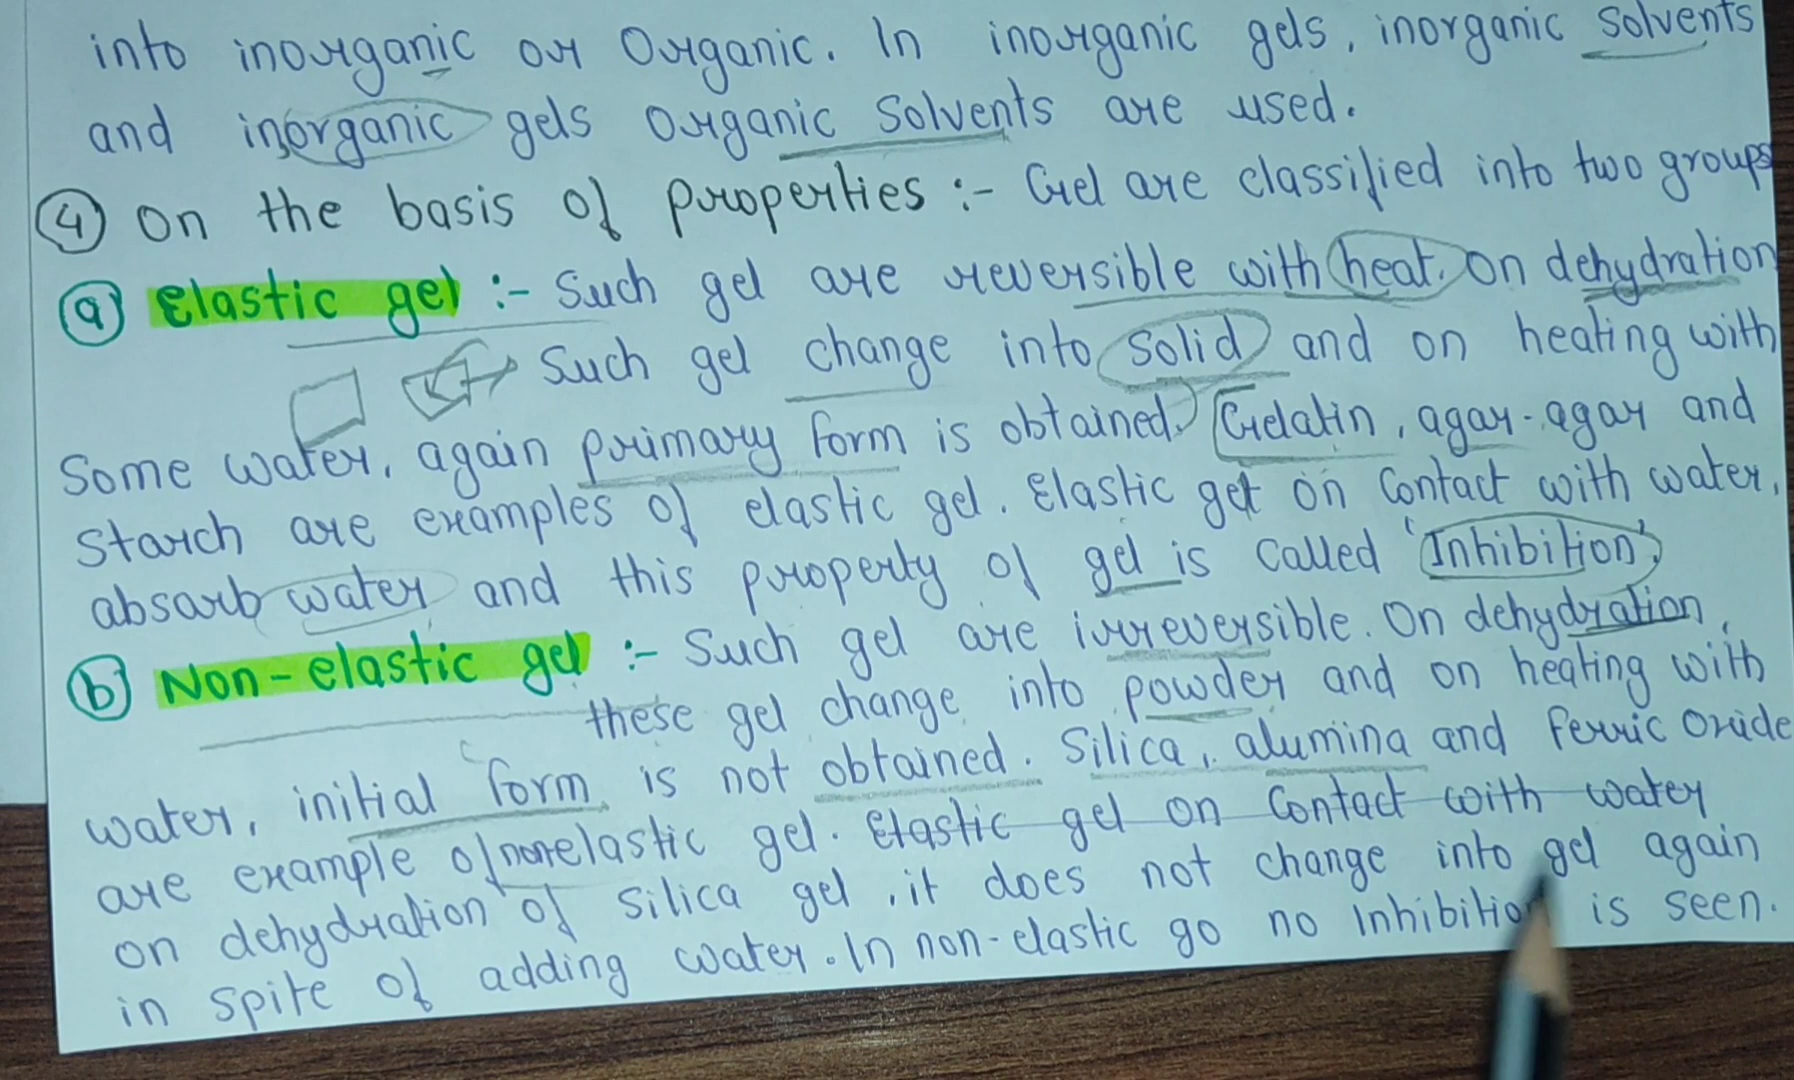 into inorganic or Organic. In inorganic gels, inorganic solvents
and inorganic gels organic solvents are used.
④ On the basis of properties :- Gel are classified into two groups
ⓐ Elastic gel :- Such gel are reversible with heat. On dehydration
Such gel change into solid and on heating with
Some water, again primary form is obtained. Gelatin, agar-agar and
starch are examples of elastic gel. Elastic get on Contact with water,
absorb water and this property of gel is called 'Inhibition'.
ⓑ Non-elastic gel :- Such gel are irreversible. On dehydration,
these gel change into powder and on heating with
water, initial form is not obtained. Silica, alumina and Ferric Oxide
are example of nonelastic gel. Elastic gel on Contact with water
on dehydration of silica gel, it does not change into gel again
in spite of adding water. In non-elastic go no Inhibition is seen.